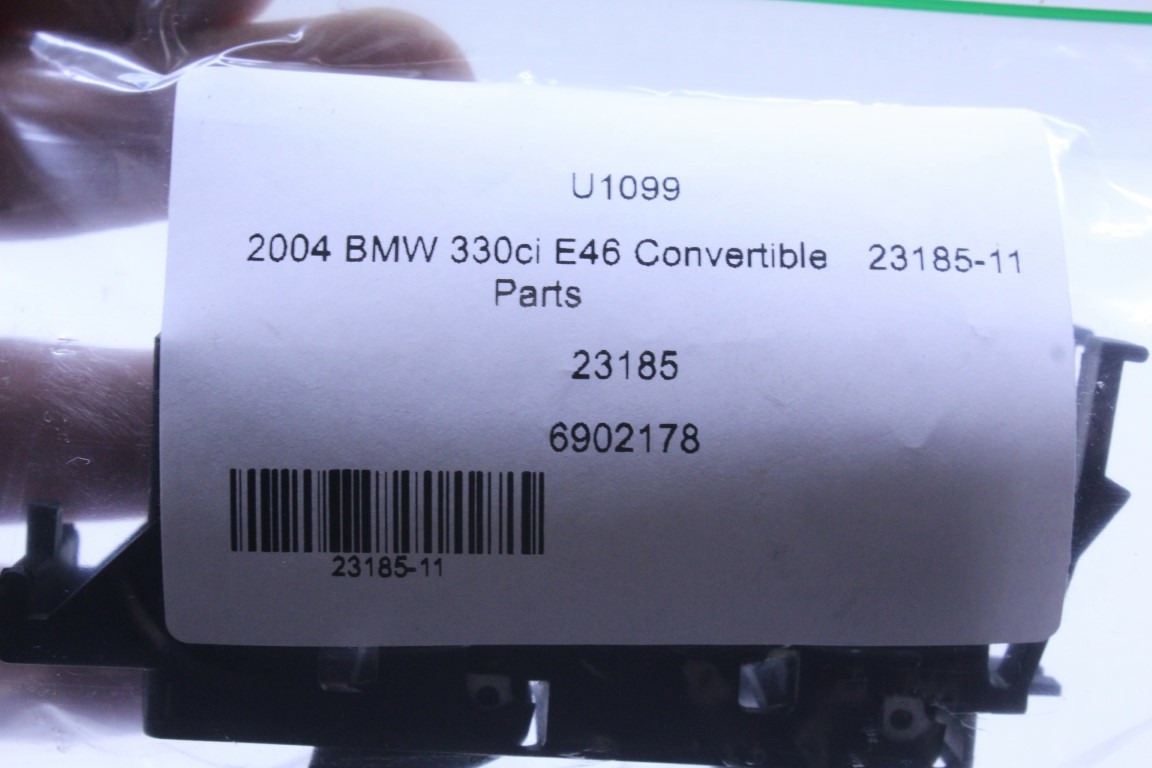 U1099
2004 BMW 330ci E46 Convertible 23185-11
Parts
23185
6902178
23185-11